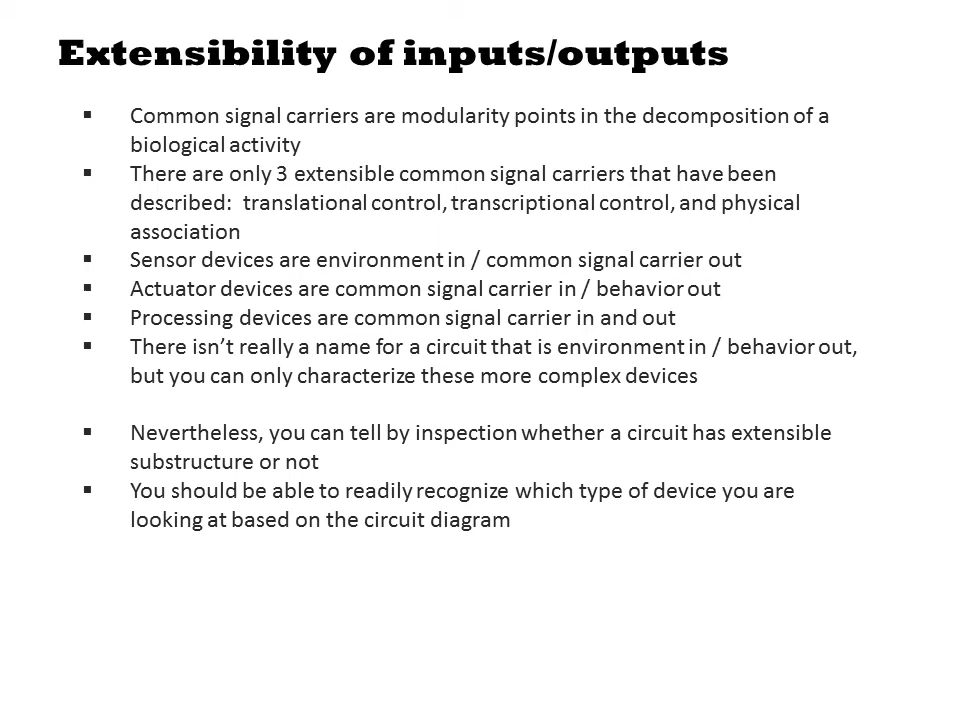 Extensibility of inputs/outputs
▪ Common signal carriers are modularity points in the decomposition of a
biological activity
▪ There are only 3 extensible common signal carriers that have been
described:  translational control, transcriptional control, and physical
association
▪ Sensor devices are environment in / common signal carrier out
▪ Actuator devices are common signal carrier in / behavior out
▪ Processing devices are common signal carrier in and out
▪ There isn’t really a name for a circuit that is environment in / behavior out,
but you can only characterize these more complex devices
▪ Nevertheless, you can tell by inspection whether a circuit has extensible
substructure or not
▪ You should be able to readily recognize which type of device you are
looking at based on the circuit diagram